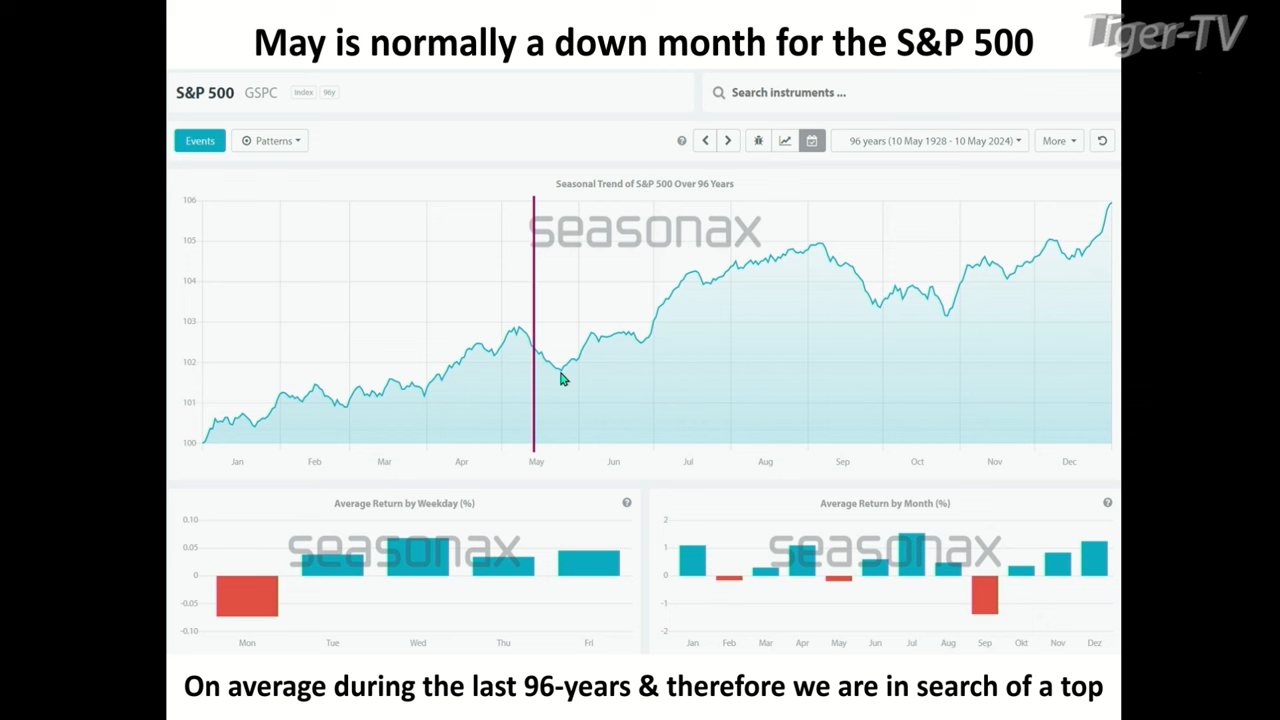 May is normally a down month for the S&P 500
Tiger-TV
S&P 500 GSPC Index 96y
Search instruments ...
Events Patterns 96 years (10 May 1928 - 10 May 2024) More
Seasonal Trend of S&P 500 Over 96 Years
seasonax
106
105
104
103
102
101
100
Jan Feb Mar Apr May Jun Jul Aug Sep Oct Nov Dec
Average Return by Weekday (%)
seasonax
0.10
0.05
0
-0.05
-0.10
Mon Tue Wed Thu Fri
Average Return by Month (%)
seasonax
2
1
0
-1
-2
Jan Feb Mar Apr May Jun Jul Aug Sep Okt Nov Dez
On average during the last 96-years & therefore we are in search of a top